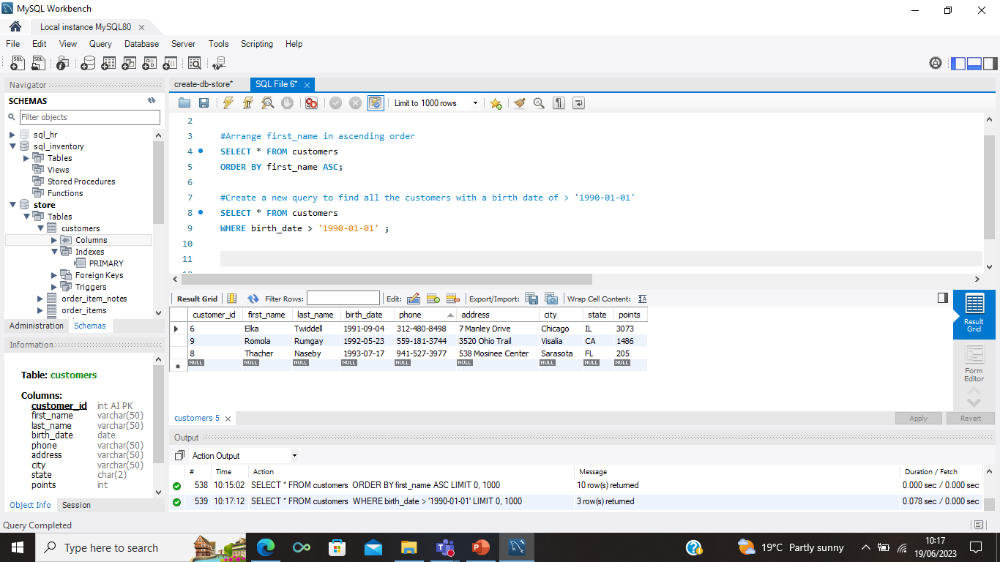 MySQL Workbench
Local instance MySQL80
File Edit View Query Database Server Tools Scripting Help
Navigator
SCHEMAS
Filter objects
sql_hr
sql_inventory
Tables
Views
Stored Procedures
Functions
store
Tables
customers
Columns
Indexes
PRIMARY
Foreign Keys
Triggers
order_item_notes
order_items
Administration Schemas
Information
Table: customers
Columns:
customer_id int AI PK
first_name varchar(50)
last_name varchar(50)
birth_date date
phone varchar(50)
address varchar(50)
city varchar(50)
state char(2)
points int
Object Info Session
Query Completed
create-db-store* SQL File 6*
Limit to 1000 rows
2
3 #Arrange first_name in ascending order
4 SELECT * FROM customers
5 ORDER BY first_name ASC;
6
7 #Create a new query to find all the customers with a birth date of > '1990-01-01'
8 SELECT * FROM customers
9 WHERE birth_date > '1990-01-01' ;
10
11
Result Grid Filter Rows: Edit: Export/Import: Wrap Cell Content:
customer_id first_name last_name birth_date phone address city state points
6 Elka Twiddell 1991-09-04 312-480-8498 7 Manley Drive Chicago IL 3073
9 Romola Rumgay 1992-05-23 559-181-3744 3520 Ohio Trail Visalia CA 1486
8 Thacher Naseby 1993-07-17 941-527-3977 538 Mosinee Center Sarasota FL 205
NULL NULL NULL NULL NULL NULL NULL NULL NULL
Result
Grid
Form
Editor
customers 5
Apply Revert
Output
Action Output
# Time Action Message Duration / Fetch
538 10:15:02 SELECT * FROM customers ORDER BY first_name ASC LIMIT 0, 1000 10 row(s) returned 0.000 sec / 0.000 sec
539 10:17:12 SELECT * FROM customers WHERE birth_date > '1990-01-01' LIMIT 0, 1000 3 row(s) returned 0.078 sec / 0.000 sec
Type here to search
19°C Partly sunny
10:17
19/06/2023